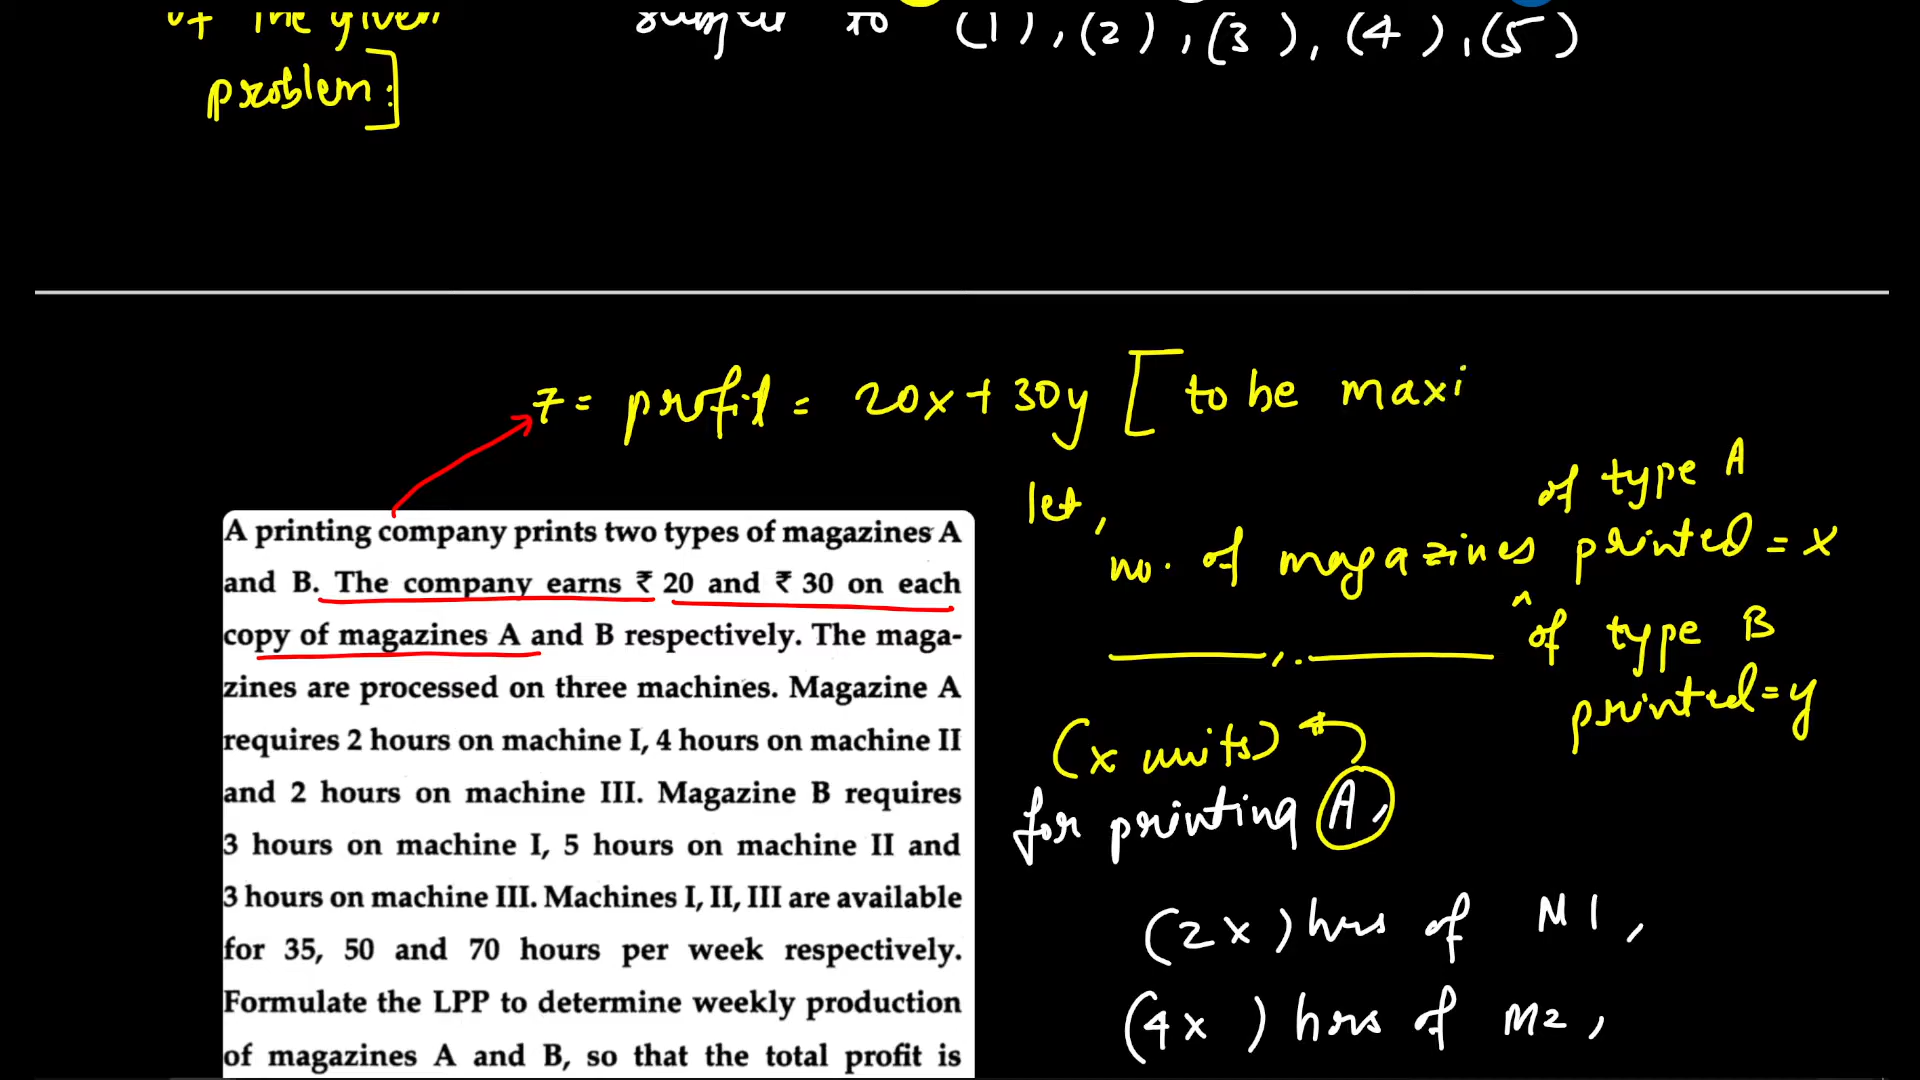 of the given
problem:]
subject to (1), (2), (3), (4), (5)
z = profit = 20x + 30y [to be maxi
A printing company prints two types of magazines A
and B. The company earns ₹ 20 and ₹ 30 on each
copy of magazines A and B respectively. The maga-
zines are processed on three machines. Magazine A
requires 2 hours on machine I, 4 hours on machine II
and 2 hours on machine III. Magazine B requires
3 hours on machine I, 5 hours on machine II and
3 hours on machine III. Machines I, II, III are available
for 35, 50 and 70 hours per week respectively.
Formulate the LPP to determine weekly production
of magazines A and B, so that the total profit is
let,
of type A
no. of magazines printed = x
of type B
printed = y
(x units)
for printing A,
(2x) hrs of M1,
(4x) hrs of M2,